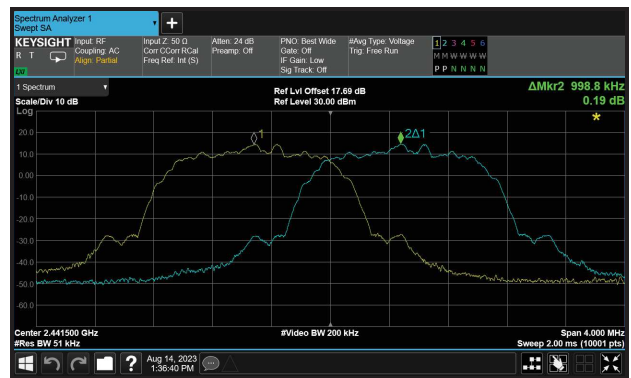 Spectrum Analyzer 1
Swept SA
+
KEYSIGHT
R T
Input: RF
Coupling: AC
Align: Partial
Input Z: 50 Ω
Corr CCorr RCal
Freq Ref: Int (S)
Atten: 24 dB
Preamp: Off
PNO: Best Wide
Gate: Off
IF Gain: Low
Sig Track: Off
#Avg Type: Voltage
Trig: Free Run
1 2 3 4 5 6
M M W W W W
P P N N N N
LXI
1 Spectrum
Scale/Div 10 dB
Ref Lvl Offset 17.69 dB
Ref Level 30.00 dBm
ΔMkr2 998.8 kHz
0.19 dB
*
Log
20.0
10.0
0.00
-10.0
-20.0
-30.0
-40.0
-50.0
-60.0
1
2Δ1
Center 2.441500 GHz
#Res BW 51 kHz
#Video BW 200 kHz
Span 4.000 MHz
Sweep 2.00 ms (10001 pts)
?
Aug 14, 2023
1:36:40 PM